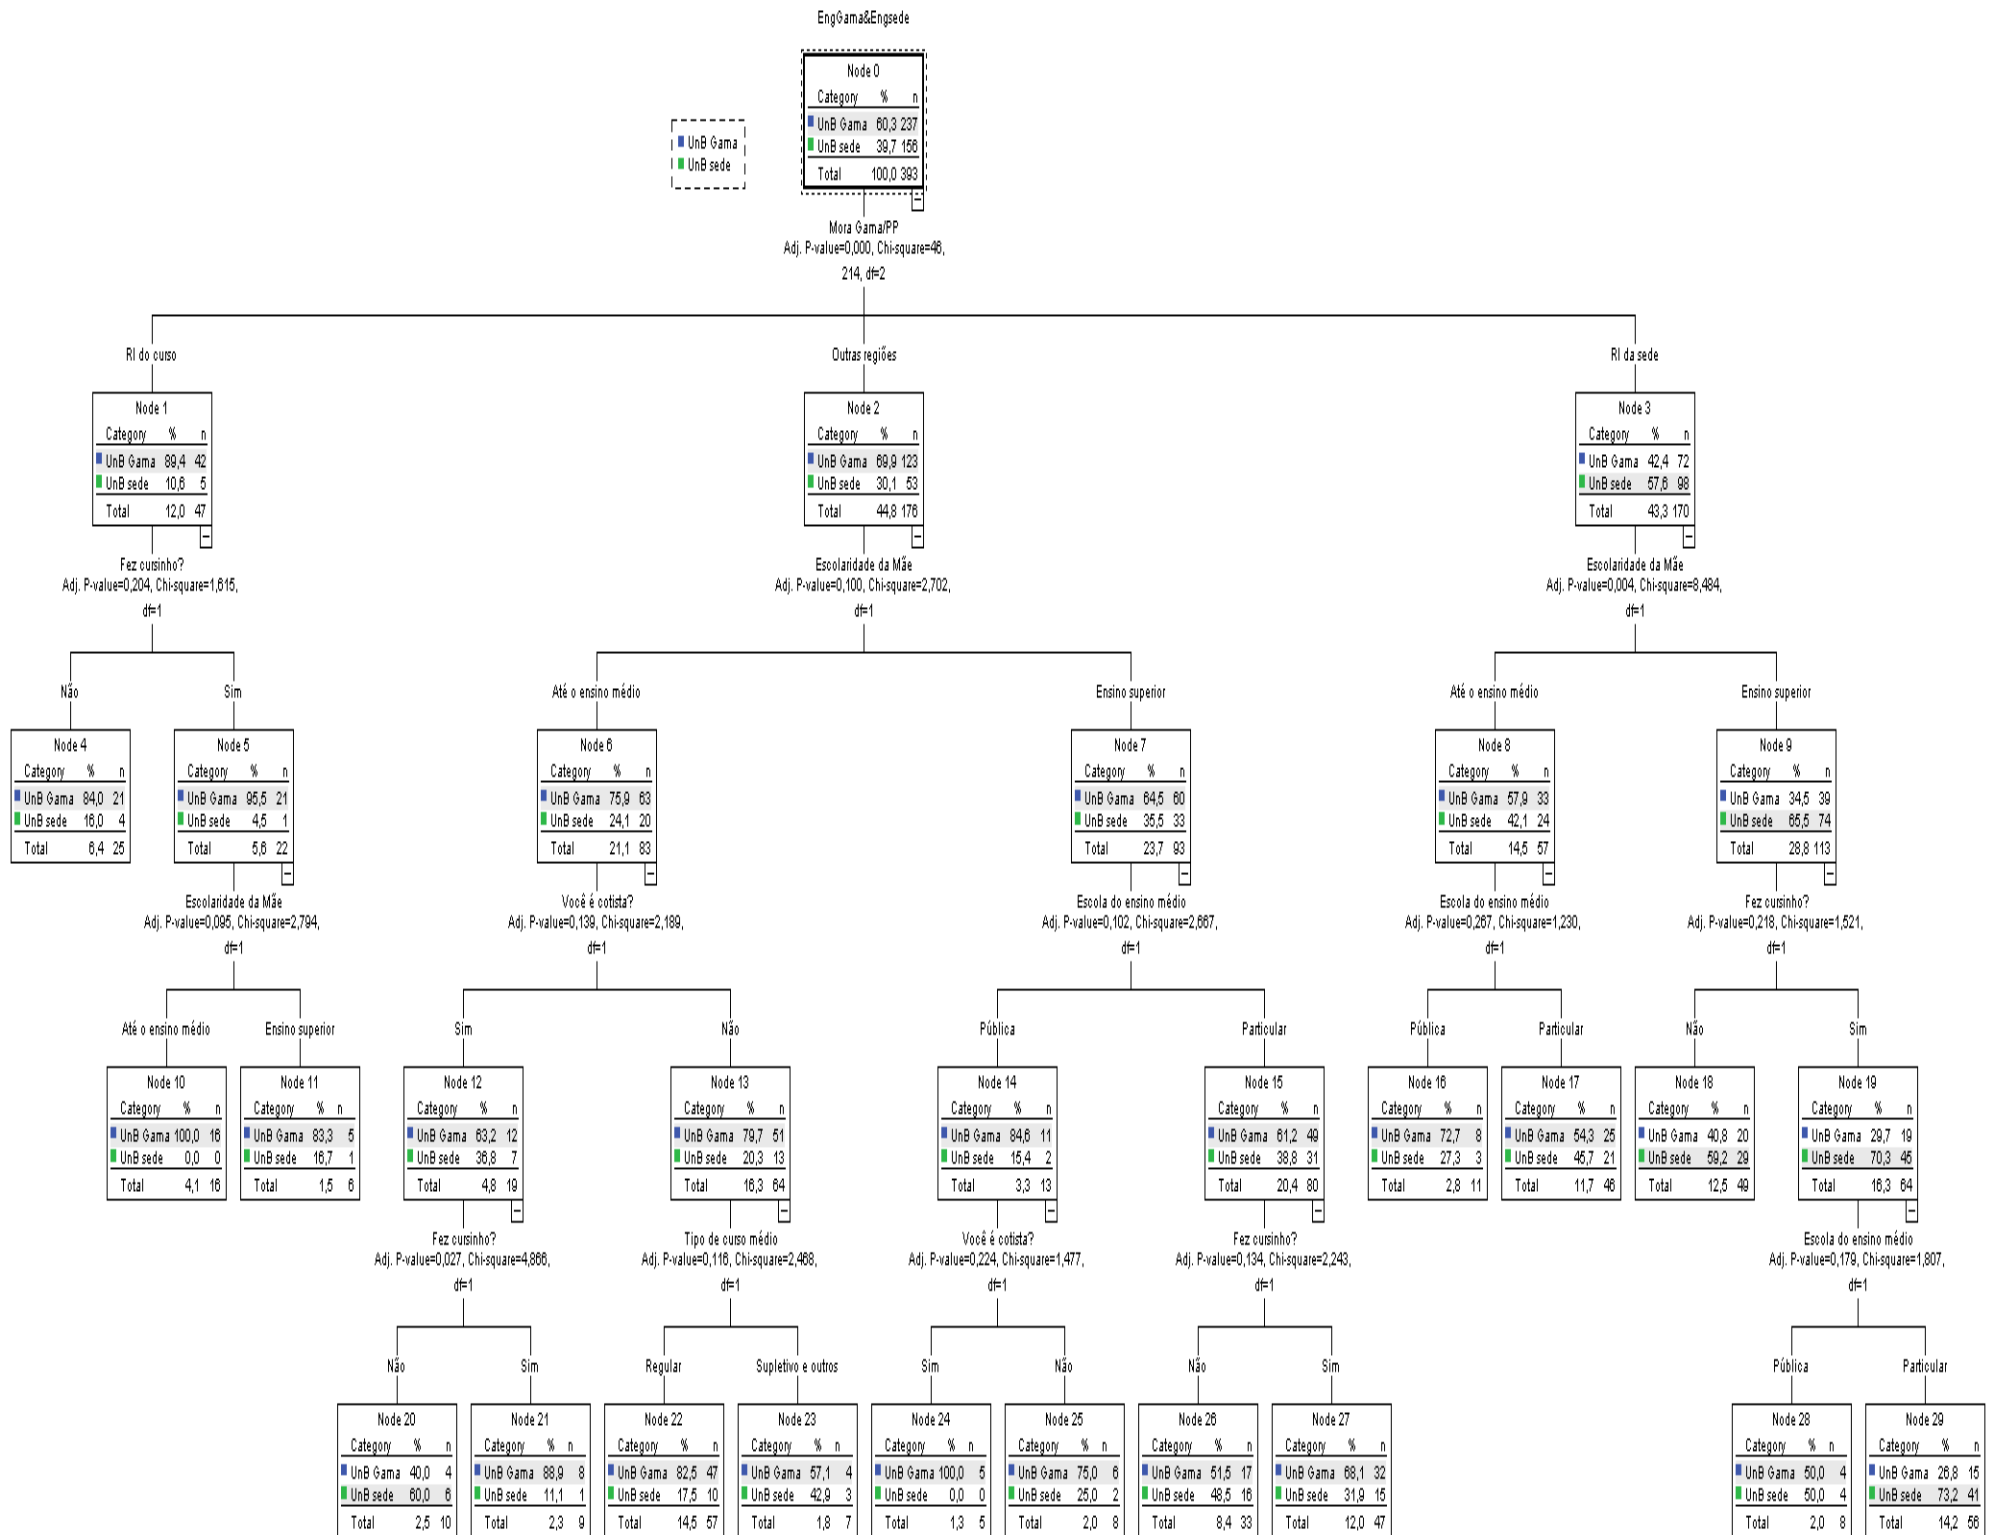 EngGama&Engsede
Node 0
Category % n
UnB Gama 60,3 237
UnB sede 39,7 156
Total 100,0 393
UnB Gama
UnB sede
Mora Gama/PP
Adj. P-value=0,000, Chi-square=46,
214, df=2
RI do curso
Outras regiões
RI da sede
Node 1
Category % n
UnB Gama 89,4 42
UnB sede 10,6 5
Total 12,0 47
Node 2
Category % n
UnB Gama 69,9 123
UnB sede 30,1 53
Total 44,8 176
Node 3
Category % n
UnB Gama 42,4 72
UnB sede 57,6 98
Total 43,3 170
Fez cursinho?
Adj. P-value=0,204, Chi-square=1,615,
df=1
Escolaridade da Mãe
Adj. P-value=0,100, Chi-square=2,702,
df=1
Escolaridade da Mãe
Adj. P-value=0,004, Chi-square=8,484,
df=1
Não
Sim
Até o ensino médio
Ensino superior
Até o ensino médio
Ensino superior
Node 4
Category % n
UnB Gama 84,0 21
UnB sede 16,0 4
Total 6,4 25
Node 5
Category % n
UnB Gama 95,5 21
UnB sede 4,5 1
Total 5,6 22
Node 6
Category % n
UnB Gama 75,9 63
UnB sede 24,1 20
Total 21,1 83
Node 7
Category % n
UnB Gama 64,5 60
UnB sede 35,5 33
Total 23,7 93
Node 8
Category % n
UnB Gama 57,9 33
UnB sede 42,1 24
Total 14,5 57
Node 9
Category % n
UnB Gama 34,5 39
UnB sede 65,5 74
Total 28,8 113
Escolaridade da Mãe
Adj. P-value=0,095, Chi-square=2,794,
df=1
Você é cotista?
Adj. P-value=0,139, Chi-square=2,189,
df=1
Escola do ensino médio
Adj. P-value=0,102, Chi-square=2,667,
df=1
Escola do ensino médio
Adj. P-value=0,267, Chi-square=1,230,
df=1
Fez cursinho?
Adj. P-value=0,218, Chi-square=1,521,
df=1
Até o ensino médio
Ensino superior
Sim
Não
Pública
Particular
Pública
Particular
Não
Sim
Node 10
Category % n
UnB Gama 100,0 16
UnB sede 0,0 0
Total 4,1 16
Node 11
Category % n
UnB Gama 83,3 5
UnB sede 16,7 1
Total 1,5 6
Node 12
Category % n
UnB Gama 63,2 12
UnB sede 36,8 7
Total 4,8 19
Node 13
Category % n
UnB Gama 79,7 51
UnB sede 20,3 13
Total 16,3 64
Node 14
Category % n
UnB Gama 84,6 11
UnB sede 15,4 2
Total 3,3 13
Node 15
Category % n
UnB Gama 61,2 49
UnB sede 38,8 31
Total 20,4 80
Node 16
Category % n
UnB Gama 72,7 8
UnB sede 27,3 3
Total 2,8 11
Node 17
Category % n
UnB Gama 54,3 25
UnB sede 45,7 21
Total 11,7 46
Node 18
Category % n
UnB Gama 40,8 20
UnB sede 59,2 29
Total 12,5 49
Node 19
Category % n
UnB Gama 29,7 19
UnB sede 70,3 45
Total 16,3 64
Fez cursinho?
Adj. P-value=0,027, Chi-square=4,866,
df=1
Tipo de curso médio
Adj. P-value=0,116, Chi-square=2,468,
df=1
Você é cotista?
Adj. P-value=0,224, Chi-square=1,477,
df=1
Fez cursinho?
Adj. P-value=0,134, Chi-square=2,243,
df=1
Escola do ensino médio
Adj. P-value=0,179, Chi-square=1,807,
df=1
Não
Sim
Regular
Supletivo e outros
Sim
Não
Não
Sim
Pública
Particular
Node 20
Category % n
UnB Gama 40,0 4
UnB sede 60,0 6
Total 2,5 10
Node 21
Category % n
UnB Gama 88,9 8
UnB sede 11,1 1
Total 2,3 9
Node 22
Category % n
UnB Gama 82,5 47
UnB sede 17,5 10
Total 14,5 57
Node 23
Category % n
UnB Gama 57,1 4
UnB sede 42,9 3
Total 1,8 7
Node 24
Category % n
UnB Gama 100,0 5
UnB sede 0,0 0
Total 1,3 5
Node 25
Category % n
UnB Gama 75,0 6
UnB sede 25,0 2
Total 2,0 8
Node 26
Category % n
UnB Gama 51,5 17
UnB sede 48,5 16
Total 8,4 33
Node 27
Category % n
UnB Gama 68,1 32
UnB sede 31,9 15
Total 12,0 47
Node 28
Category % n
UnB Gama 50,0 4
UnB sede 50,0 4
Total 2,0 8
Node 29
Category % n
UnB Gama 26,8 15
UnB sede 73,2 41
Total 14,2 56